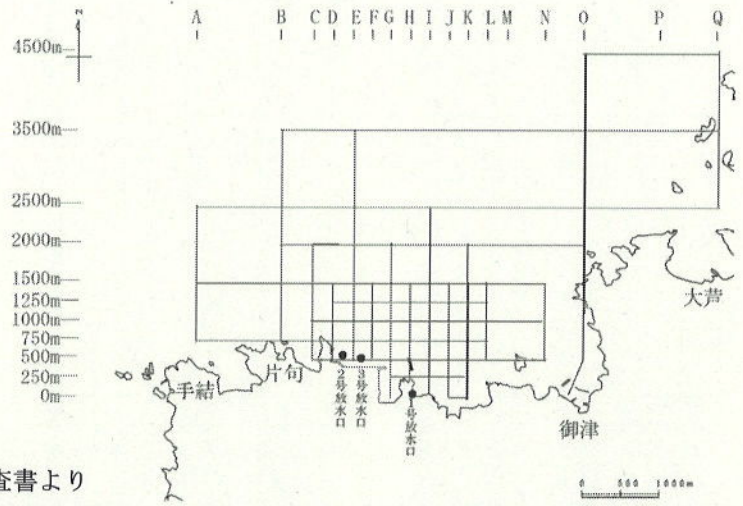 A B C D E F G H I J K L M N O P Q
4500m
3500m
2500m
2000m
1500m
1250m
1000m
750m
500m
250m
0m
大芦
片句
手結
2号放水口
3号放水口
1号放水口
御津
査書より
0 500 1000m